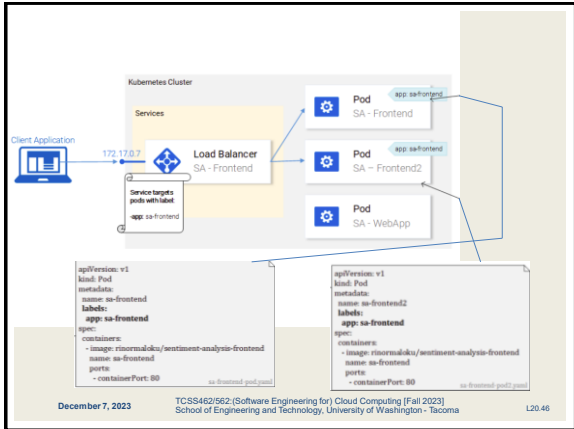 Kubernetes Cluster
app: sa-frontend
Pod
SA - Frontend
Services
Client Application
172.17.0.7
Load Balancer
SA - Frontend
app: sa-frontend
Pod
SA – Frontend2
Service targets
pods with label:
-app: sa-frontend
Pod
SA - WebApp
apiVersion: v1
kind: Pod
metadata:
name: sa-frontend
labels:
app: sa-frontend
spec:
containers:
- image: rinormaloku/sentiment-analysis-frontend
name: sa-frontend
ports:
- containerPort: 80
sa-frontend-pod.yaml
apiVersion: v1
kind: Pod
metadata:
name: sa-frontend2
labels:
app: sa-frontend
spec:
containers:
- image: rinormaloku/sentiment-analysis-frontend
name: sa-frontend
ports:
- containerPort: 80
sa-frontend-pod2.yaml
December 7, 2023
TCSS462/562:(Software Engineering for) Cloud Computing [Fall 2023]
School of Engineering and Technology, University of Washington - Tacoma
L20.46